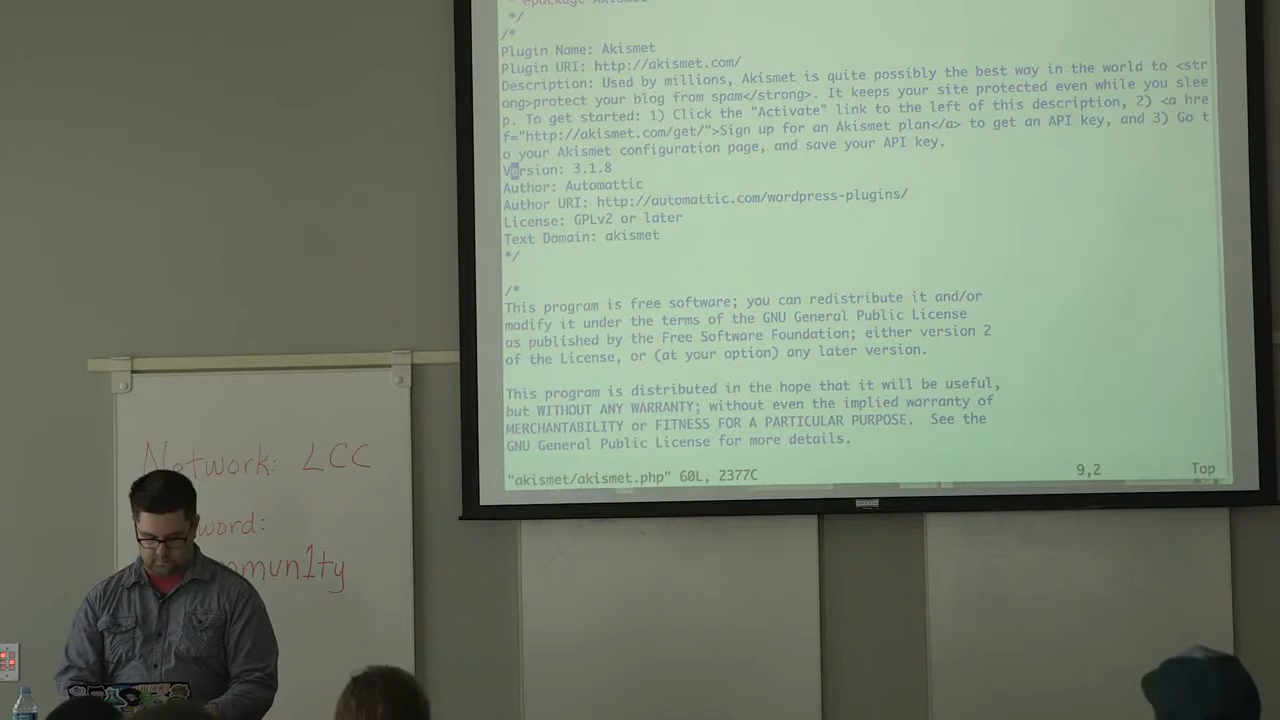 */
/*
Plugin Name: Akismet
Plugin URI: http://akismet.com/
Description: Used by millions, Akismet is quite possibly the best way in the world to <str
ong>protect your blog from spam</strong>. It keeps your site protected even while you slee
p. To get started: 1) Click the "Activate" link to the left of this description, 2) <a hre
f="http://akismet.com/get/">Sign up for an Akismet plan</a> to get an API key, and 3) Go t
o your Akismet configuration page, and save your API key.
Version: 3.1.8
Author: Automattic
Author URI: http://automattic.com/wordpress-plugins/
License: GPLv2 or later
Text Domain: akismet
*/
/*
This program is free software; you can redistribute it and/or
modify it under the terms of the GNU General Public License
as published by the Free Software Foundation; either version 2
of the License, or (at your option) any later version.
This program is distributed in the hope that it will be useful,
but WITHOUT ANY WARRANTY; without even the implied warranty of
MERCHANTABILITY or FITNESS FOR A PARTICULAR PURPOSE.  See the
GNU General Public License for more details.
"akismet/akismet.php" 60L, 2377C 9,2 Top
Network: LCC
word:
mmun1ty